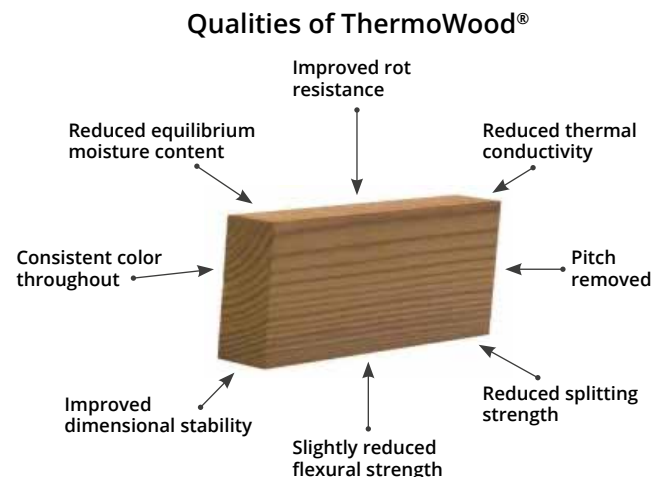 Qualities of ThermoWood®
Improved rot
resistance
Reduced equilibrium
moisture content
Reduced thermal
conductivity
Consistent color
throughout
Pitch
removed
Improved
dimensional stability
Reduced splitting
strength
Slightly reduced
flexural strength